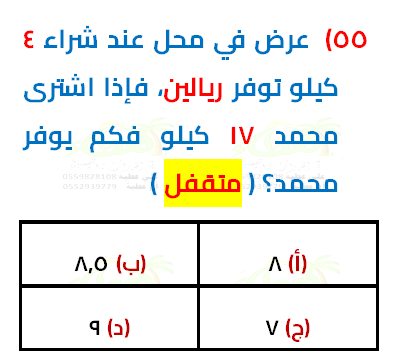 ٥٥) عرض في محل عند شراء ٤
كيلو توفر ريالين، فإذا اشترى
محمد ١٧ كيلو فكم يوفر
محمد؟ ( متقفل )
(أ) ٨
(ب) ٨,٥
(ج) ٧
(د) ٩